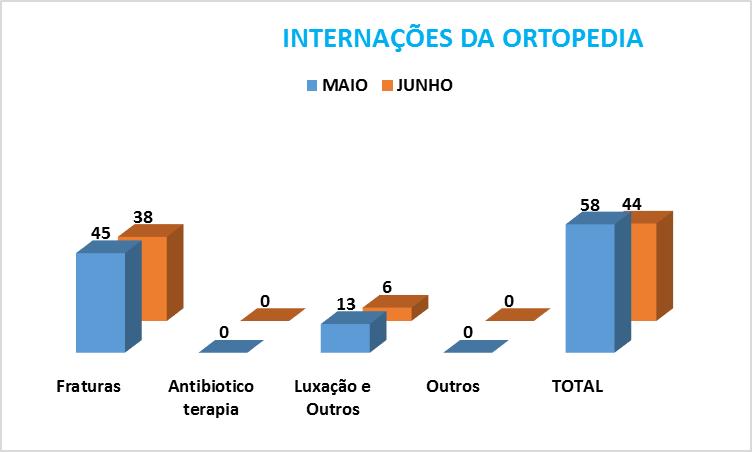 INTERNAÇÕES DA ORTOPEDIA
MAIO JUNHO
45 38 0 0 13 6 0 0 58 44
Fraturas Antibiotico Luxação e Outros TOTAL
terapia Outros